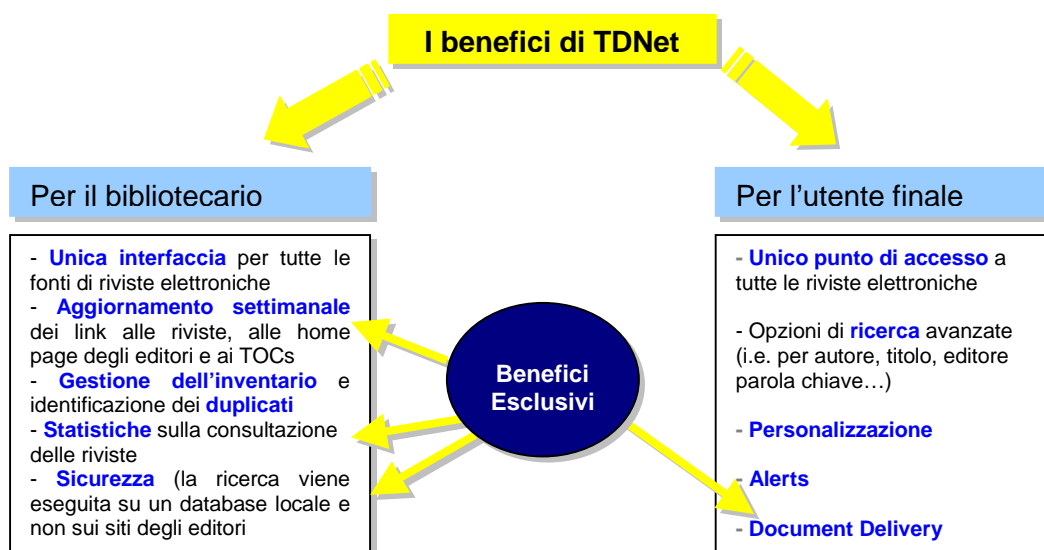 I benefici di TDNet
Per il bibliotecario
- Unica interfaccia per tutte le
fonti di riviste elettroniche
- Aggiornamento settimanale
dei link alle riviste, alle home
page degli editori e ai TOCs
- Gestione dell'inventario e
identificazione dei duplicati
- Statistiche sulla consultazione
delle riviste
- Sicurezza (la ricerca viene
eseguita su un database locale e
non sui siti degli editori
Benefici
Esclusivi
Per l'utente finale
- Unico punto di accesso a
tutte le riviste elettroniche
- Opzioni di ricerca avanzate
(i.e. per autore, titolo, editore
parola chiave…)
- Personalizzazione
- Alerts
- Document Delivery